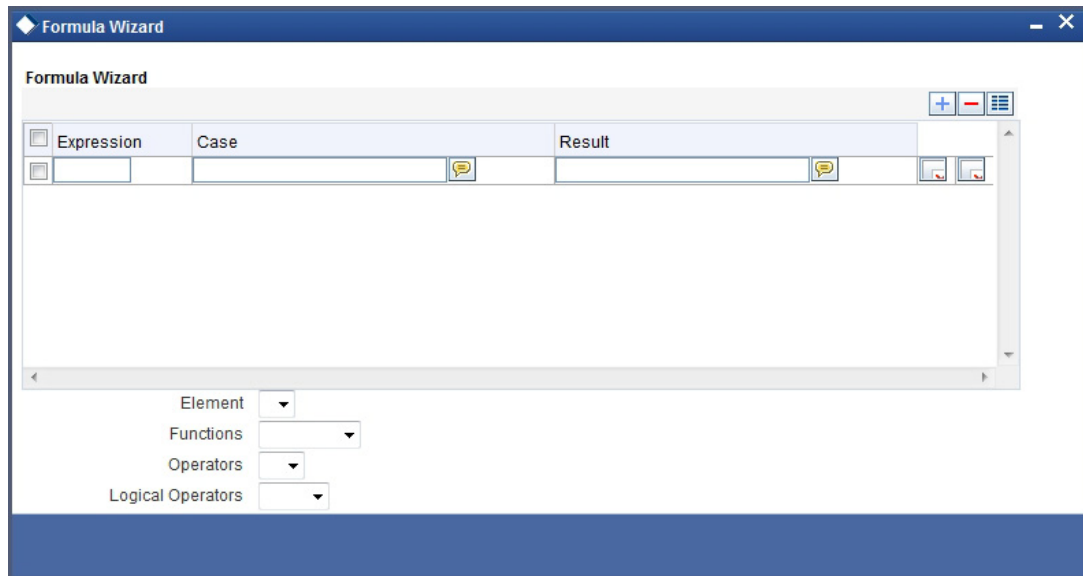 Formula Wizard
Formula Wizard
Expression Case Result
Element
Functions
Operators
Logical Operators